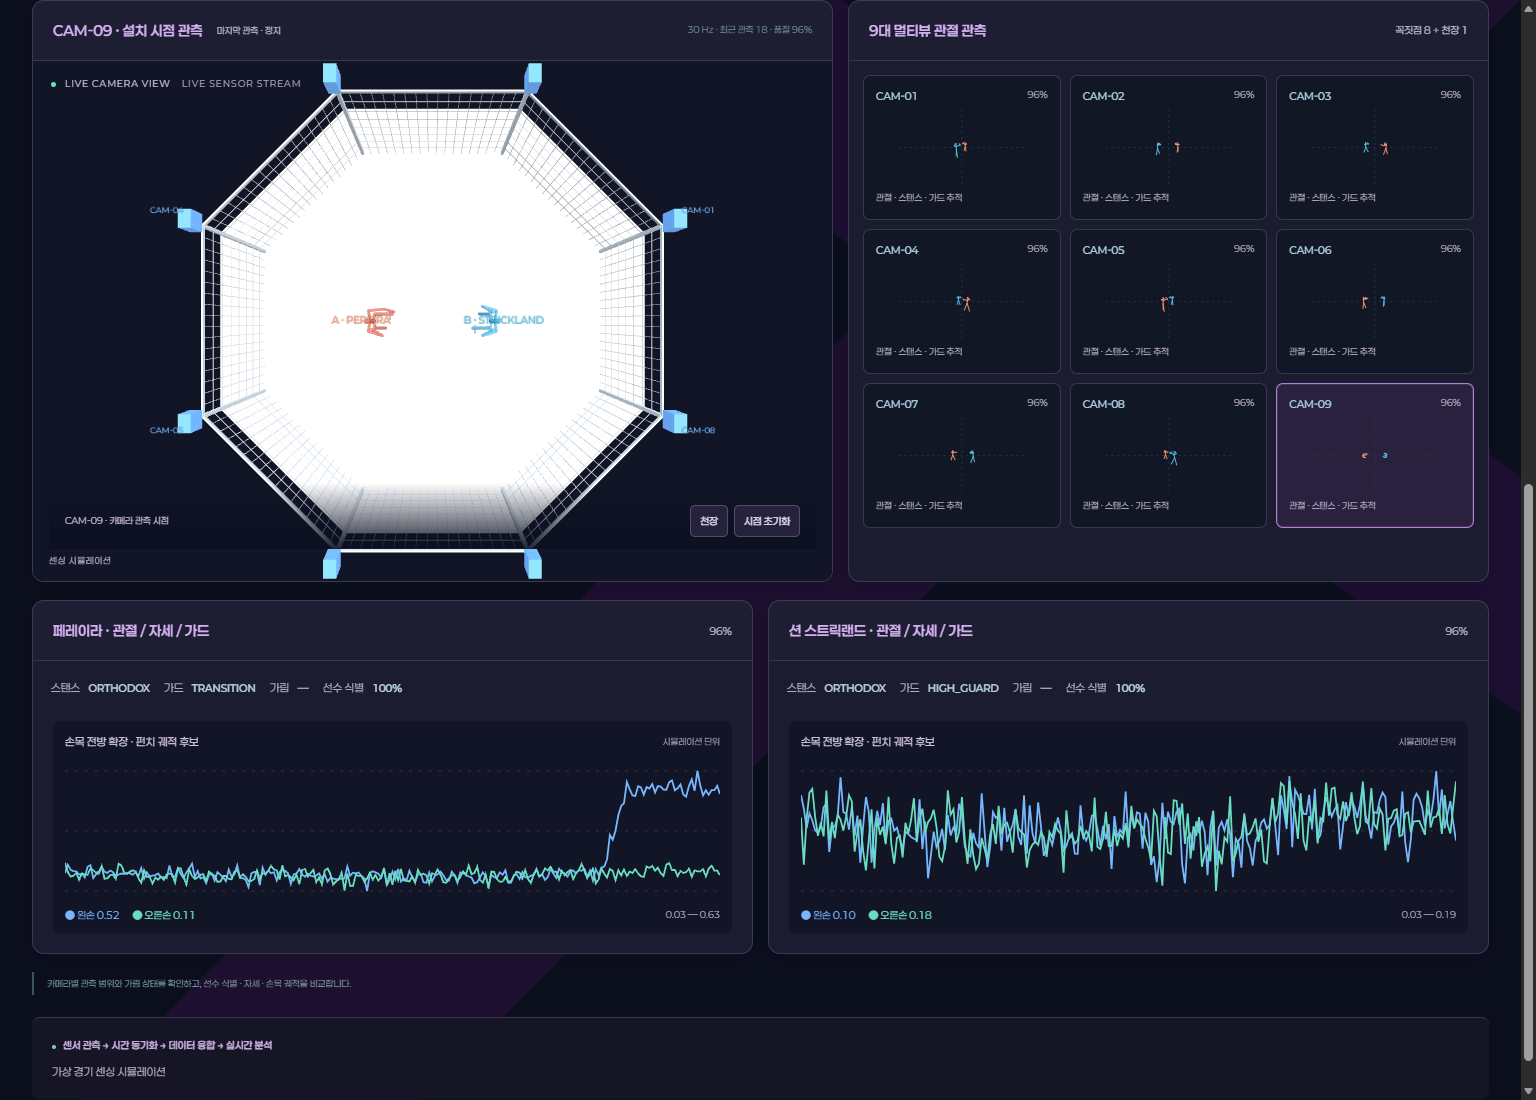 CAM-09 · 설치 시점 관측 마지막 관측 · 정지
30 Hz · 최근 관측 18 · 품질 96%
LIVE CAMERA VIEW LIVE SENSOR STREAM
CAM-01
A · PEREIRA
B · STRICKLAND
CAM-08
CAM-09 · 카메라 관측 시점
천장
시점 초기화
센싱 시뮬레이션
9대 멀티뷰 관절 관측
꼭짓점 8 + 천장 1
CAM-01 96%
관절 · 스탠스 · 가드 추적
CAM-02 96%
관절 · 스탠스 · 가드 추적
CAM-03 96%
관절 · 스탠스 · 가드 추적
CAM-04 96%
관절 · 스탠스 · 가드 추적
CAM-05 96%
관절 · 스탠스 · 가드 추적
CAM-06 96%
관절 · 스탠스 · 가드 추적
CAM-07 96%
관절 · 스탠스 · 가드 추적
CAM-08 96%
관절 · 스탠스 · 가드 추적
CAM-09 96%
관절 · 스탠스 · 가드 추적
페레이라 · 관절 / 자세 / 가드 96%
스탠스 ORTHODOX 가드 TRANSITION 가림 — 선수 식별 100%
손목 전방 확장 · 펀치 궤적 후보 시뮬레이션 단위
왼손 0.52 오른손 0.11 0.03 — 0.63
션 스트릭랜드 · 관절 / 자세 / 가드 96%
스탠스 ORTHODOX 가드 HIGH_GUARD 가림 — 선수 식별 100%
손목 전방 확장 · 펀치 궤적 후보 시뮬레이션 단위
왼손 0.10 오른손 0.18 0.03 — 0.19
카메라별 관측 범위와 가림 상태를 확인하고, 선수 식별 · 자세 · 손목 궤적을 비교합니다.
센서 관측 → 시간 동기화 → 데이터 융합 → 실시간 분석
가상 경기 센싱 시뮬레이션